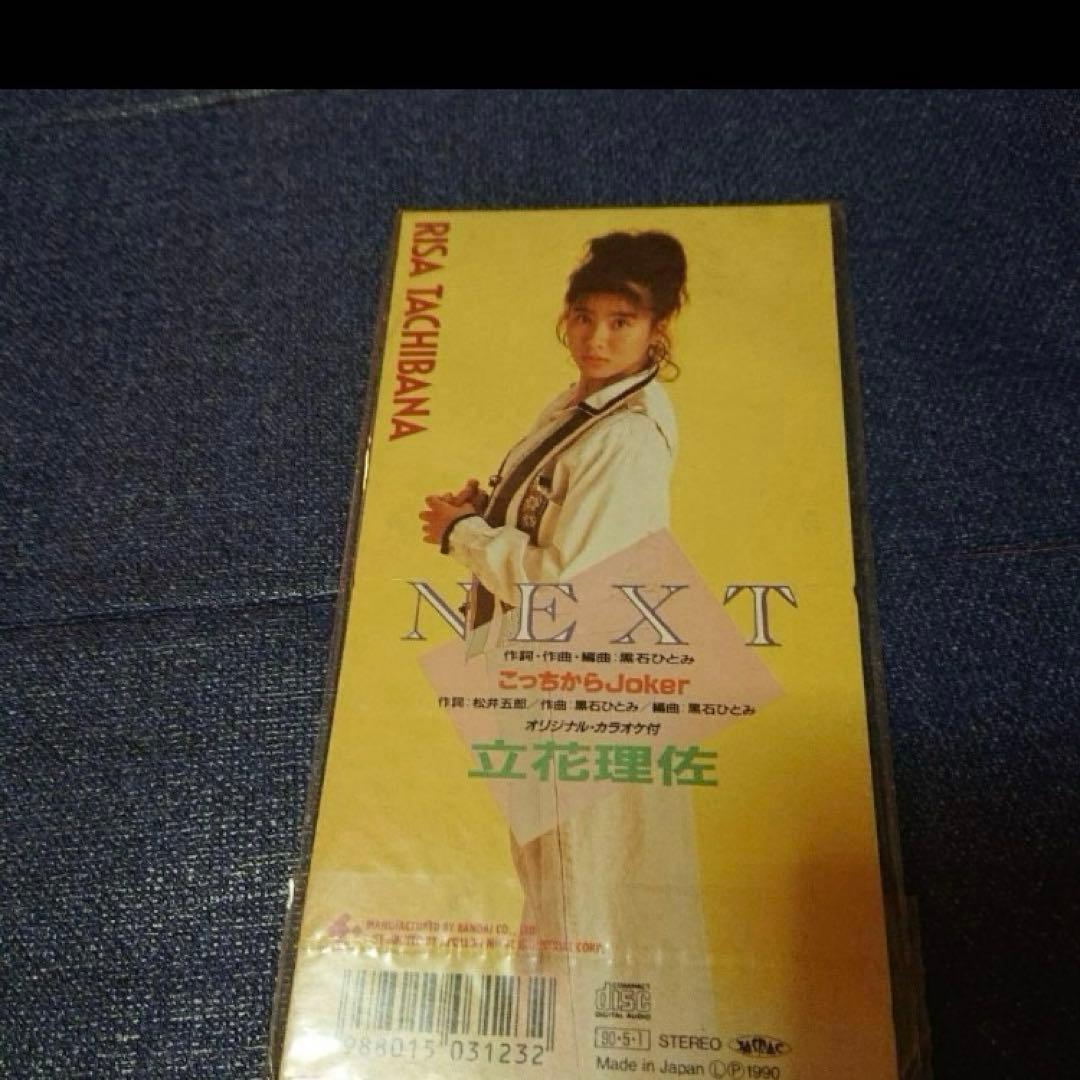 RISA TACHIBANA
NEXT
作詞・作曲・編曲:黒石ひとみ
こっちからJoker
作詞:松井五郎/作曲:黒石ひとみ/編曲:黒石ひとみ
オリジナル・カラオケ付
立花理佐
MANUFACTURED BY BANDAI CO., LTD
CORP.
988015 031232
COMPACT
disc
DIGITAL AUDIO
90・5・1 STEREO
Made in Japan ⓁⓅ1990